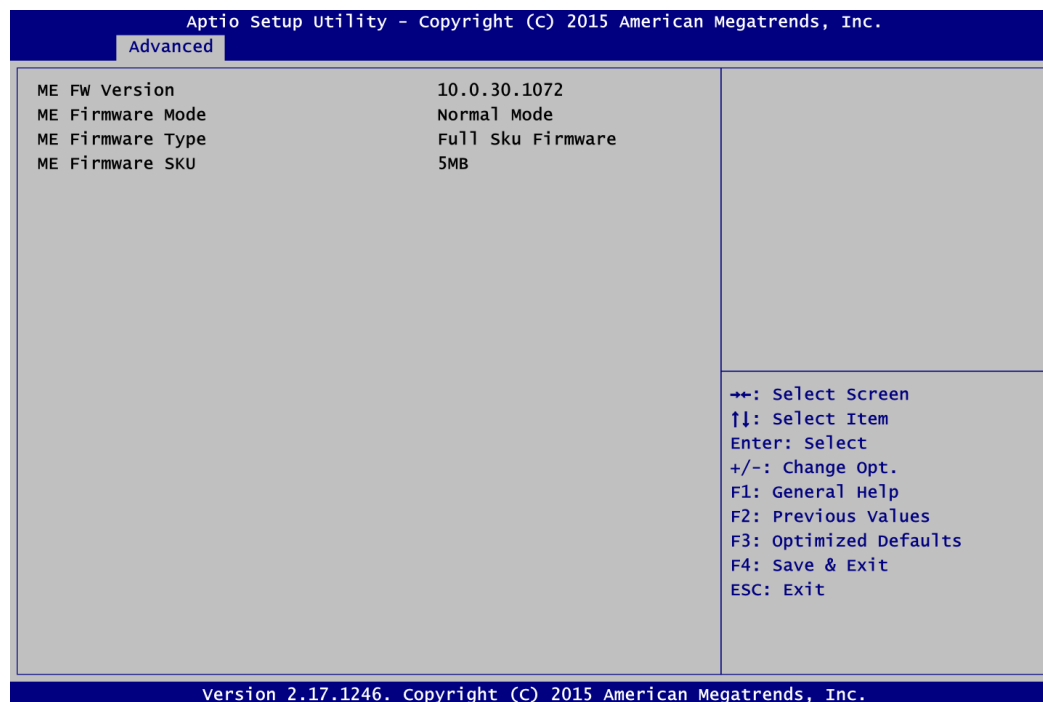 Aptio Setup Utility – Copyright (C) 2015 American Megatrends, Inc.
Advanced
ME FW Version 10.0.30.1072
ME Firmware Mode Normal Mode
ME Firmware Type Full Sku Firmware
ME Firmware SKU 5MB
→←: Select Screen
↑↓: Select Item
Enter: Select
+/-: Change Opt.
F1: General Help
F2: Previous Values
F3: Optimized Defaults
F4: Save & Exit
ESC: Exit
Version 2.17.1246. Copyright (C) 2015 American Megatrends, Inc.